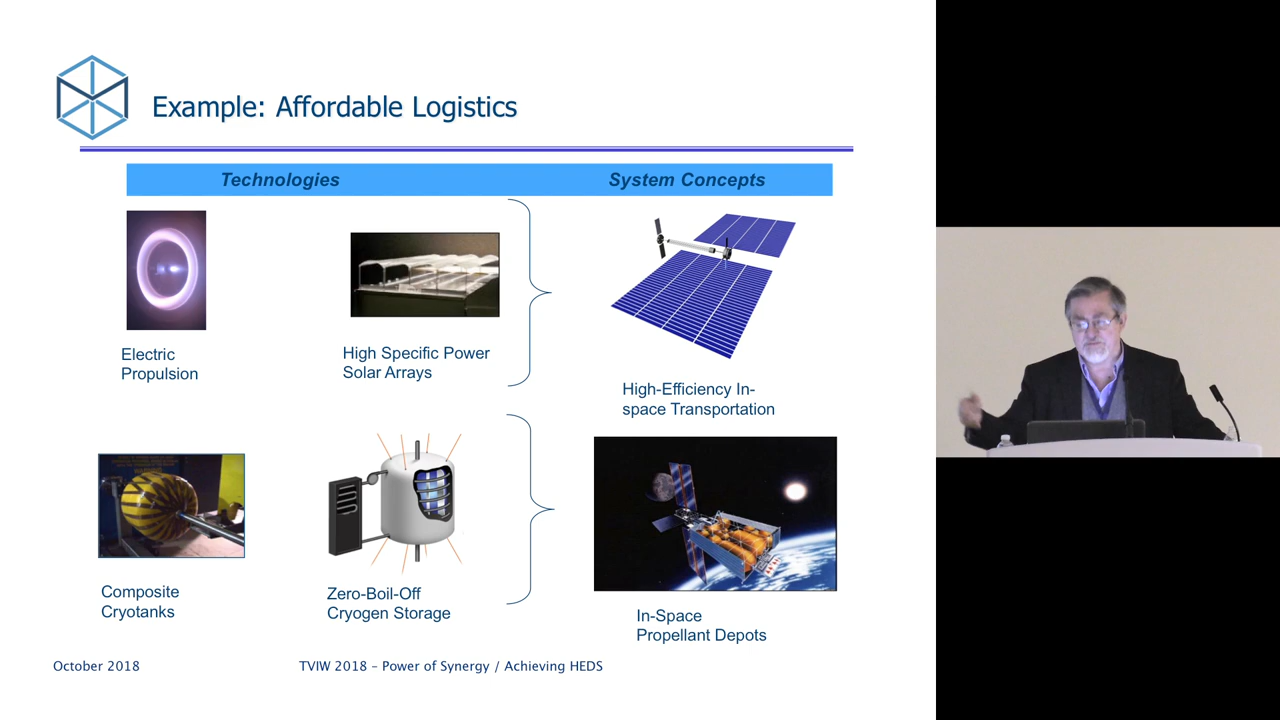 Example: Affordable Logistics
Technologies
System Concepts
Electric
Propulsion
High Specific Power
Solar Arrays
High-Efficiency In-
space Transportation
Composite
Cryotanks
Zero-Boil-Off
Cryogen Storage
In-Space
Propellant Depots
October 2018
TVIW 2018 – Power of Synergy / Achieving HEDS